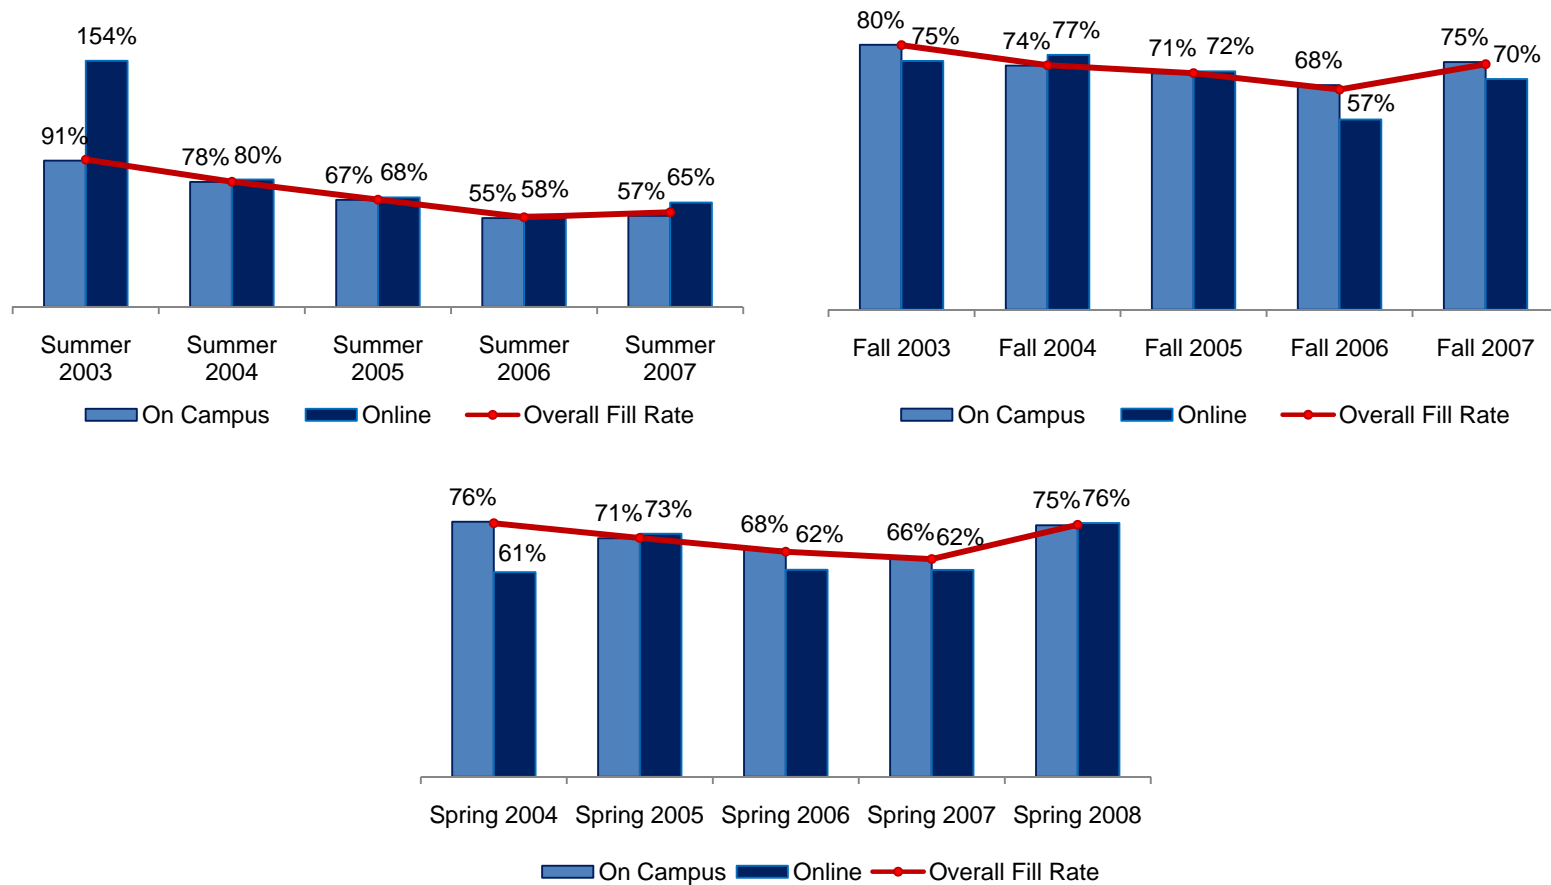 154%
91%
78% 80%
67% 68%
55% 58%
57% 65%
Summer
2003
Summer
2004
Summer
2005
Summer
2006
Summer
2007
On Campus Online Overall Fill Rate
80% 75%
74% 77%
71% 72%
68%
57%
75% 70%
Fall 2003 Fall 2004 Fall 2005 Fall 2006 Fall 2007
On Campus Online Overall Fill Rate
76%
61%
71% 73%
68% 62%
66% 62%
75% 76%
Spring 2004 Spring 2005 Spring 2006 Spring 2007 Spring 2008
On Campus Online Overall Fill Rate